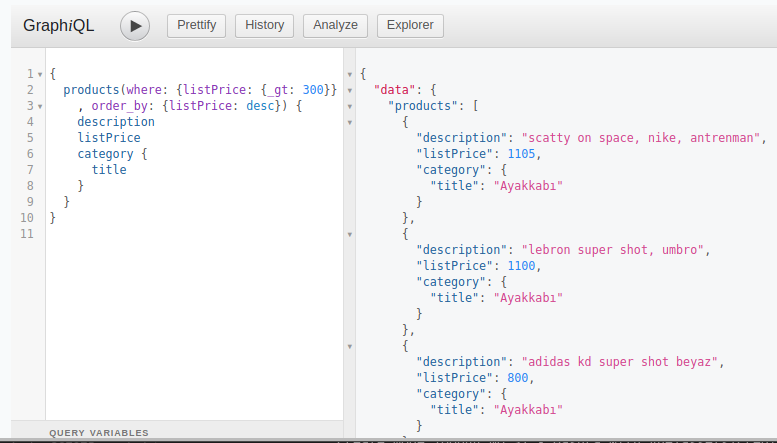 GraphiQL
Prettify
History
Analyze
Explorer
1 {
2 products(where: {listPrice: {_gt: 300}}
3 , order_by: {listPrice: desc}) {
4 description
5 listPrice
6 category {
7 title
8 }
9 }
10 }
11
QUERY VARIABLES
{
"data": {
"products": [
{
"description": "scatty on space, nike, antrenman",
"listPrice": 1105,
"category": {
"title": "Ayakkabı"
}
},
{
"description": "lebron super shot, umbro",
"listPrice": 1100,
"category": {
"title": "Ayakkabı"
}
},
{
"description": "adidas kd super shot beyaz",
"listPrice": 800,
"category": {
"title": "Ayakkabı"
}